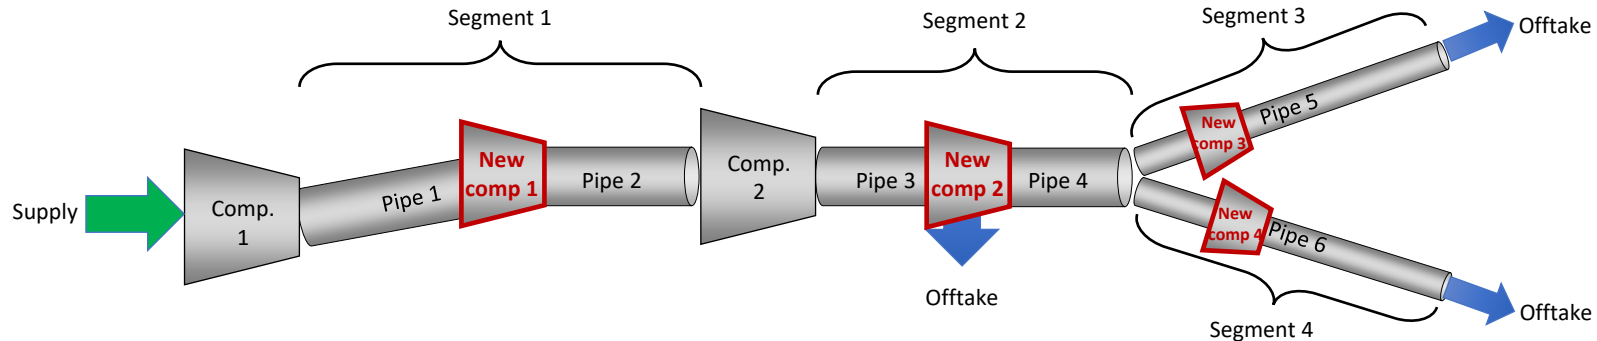 Segment 1
Segment 2
Segment 3
Offtake
Supply
Comp.
1
Pipe 1
New
comp 1
Pipe 2
Comp.
2
Pipe 3
New
comp 2
Pipe 4
New
comp 3
Pipe 5
New
comp 4
Pipe 6
Offtake
Offtake
Segment 4